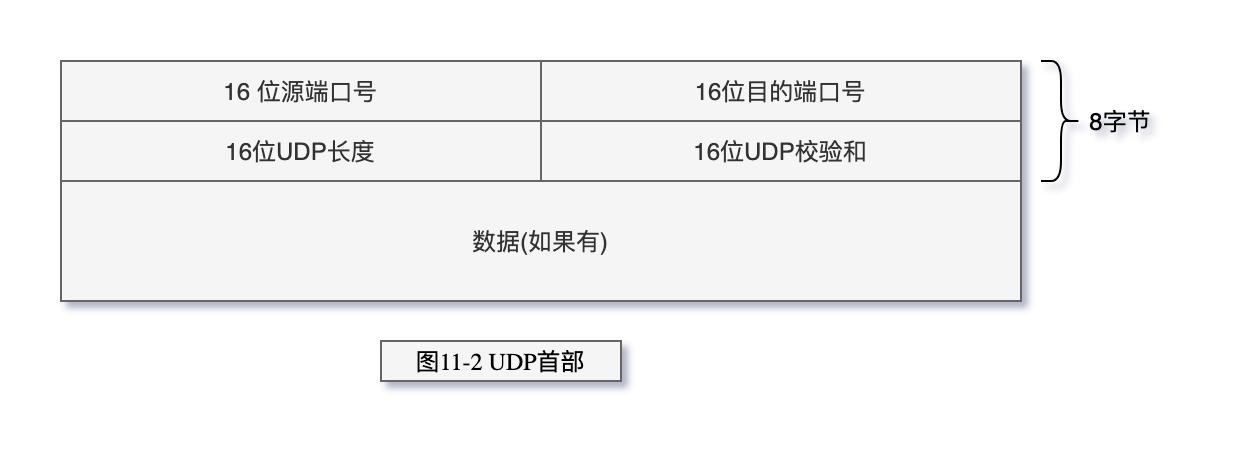 16 位源端口号
16位目的端口号
8字节
16位UDP长度
16位UDP校验和
数据(如果有)
图11-2 UDP首部